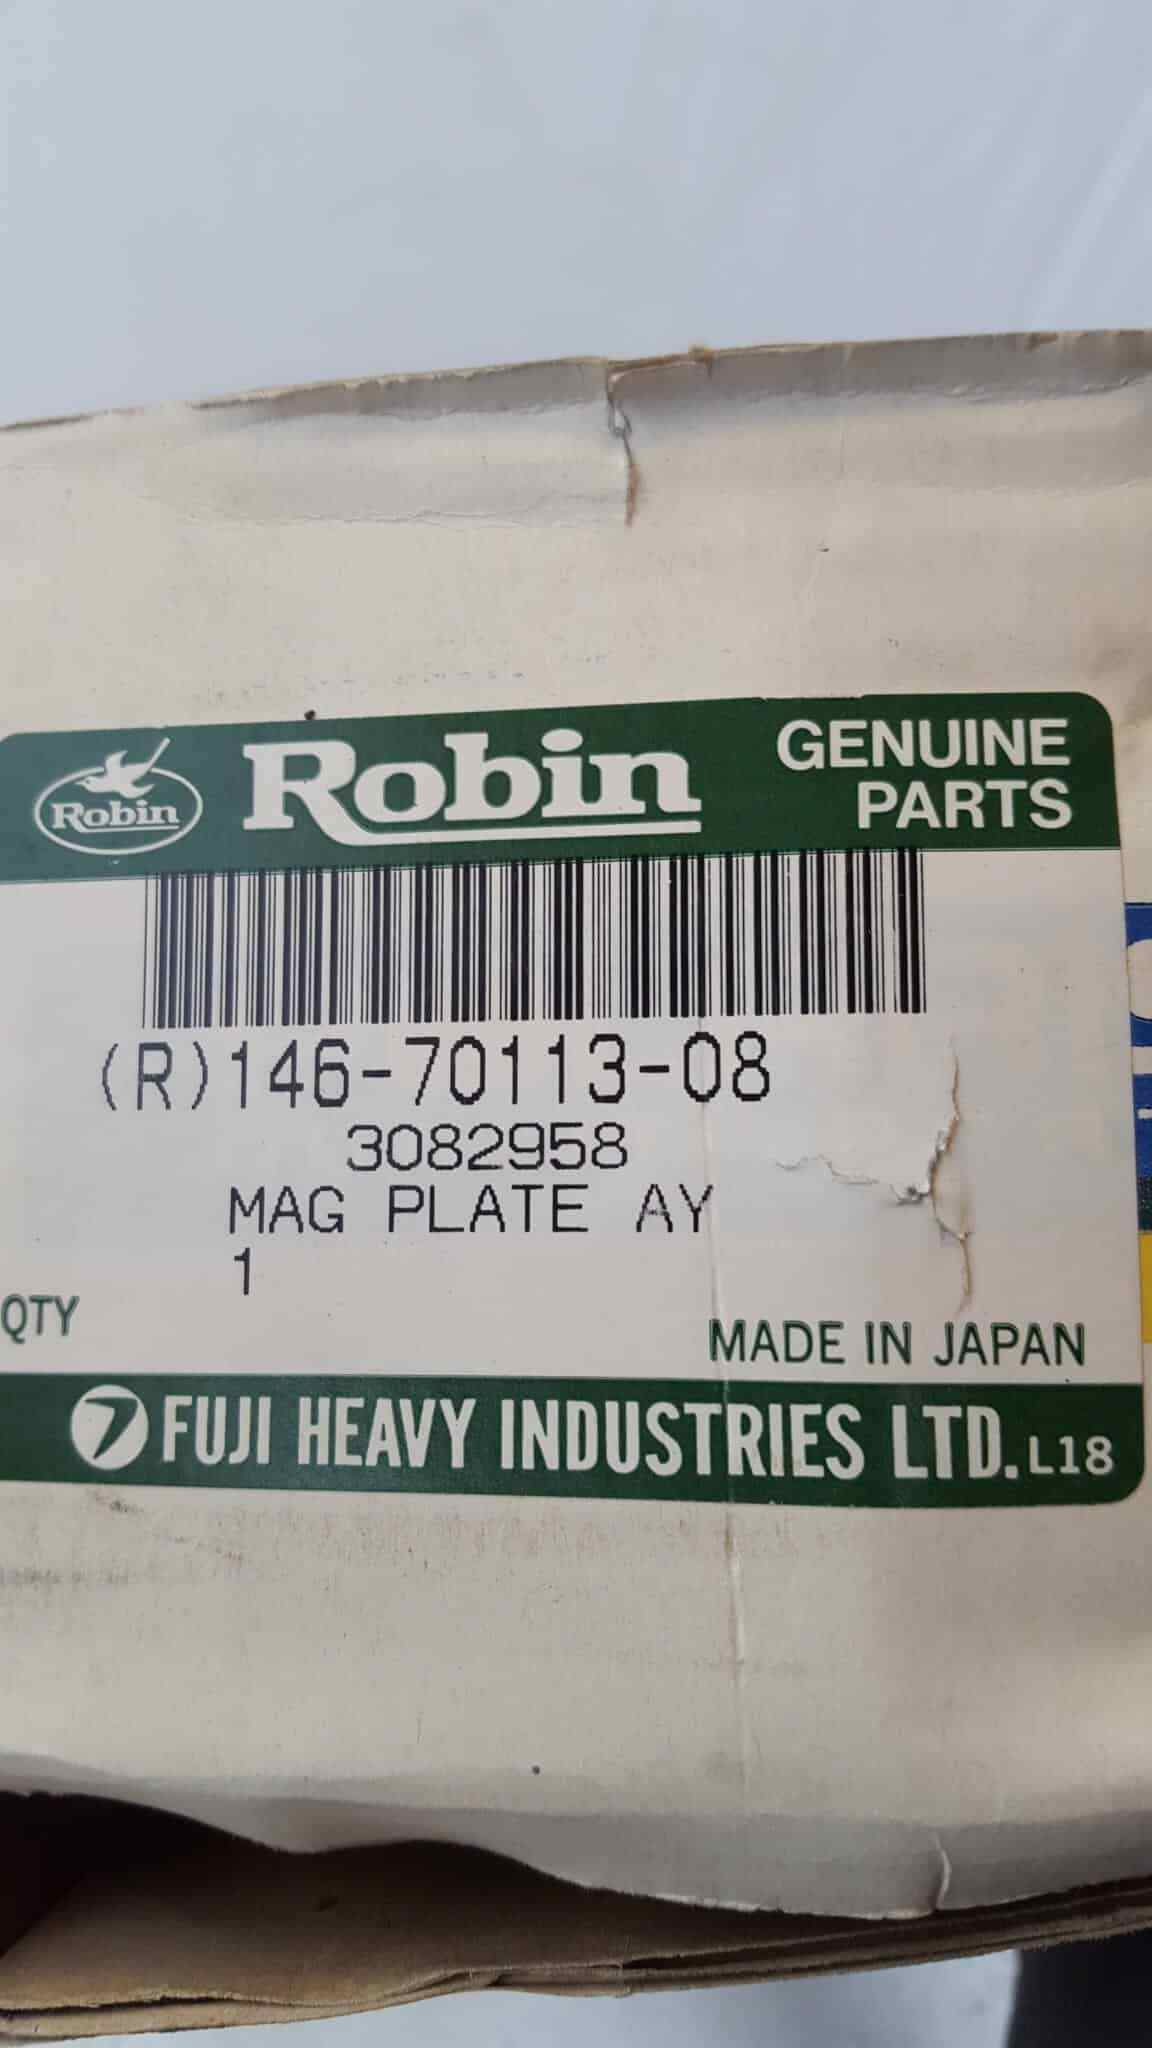 Robin Robin GENUINE
PARTS
(R)146-70113-08
3082958
MAG PLATE AY
1
QTY
MADE IN JAPAN
FUJI HEAVY INDUSTRIES LTD. L18